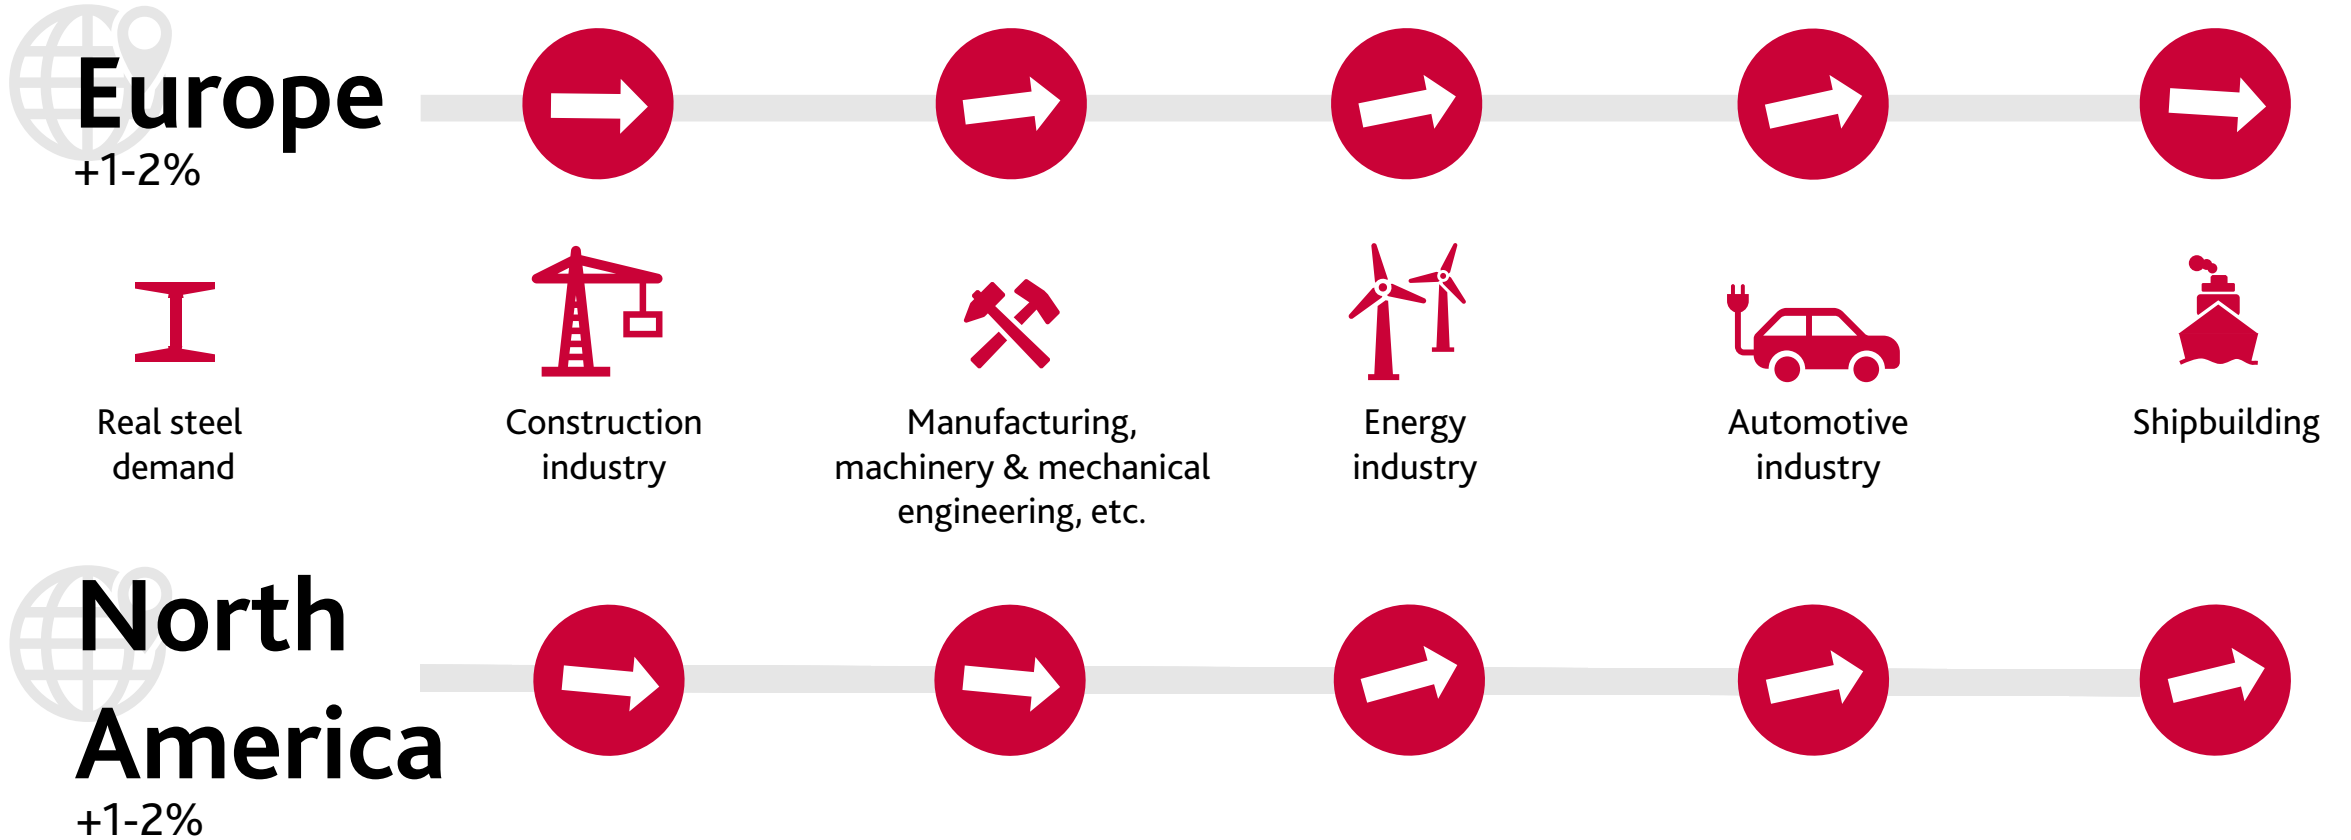 Europe
+1-2%
Real steel
demand
Construction
industry
Manufacturing,
machinery & mechanical
engineering, etc.
Energy
industry
Automotive
industry
Shipbuilding
North
America
+1-2%